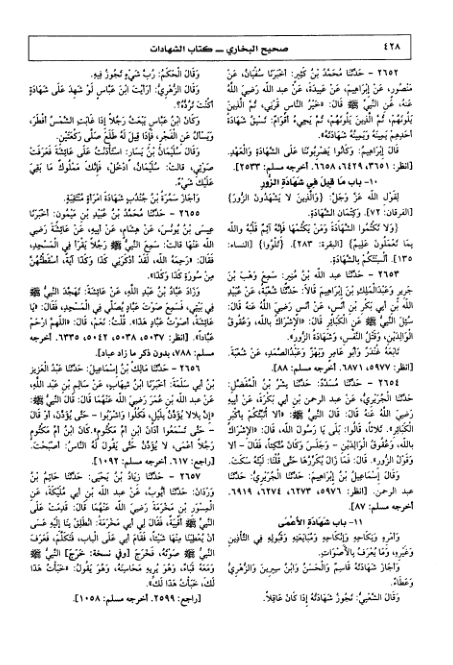 ٤٢٨
صحيح البخاري ــ كتاب الشهادات
٢٦٥٢ - حَدَّثَنَا مُحَمَّدُ بْنُ كَثِيرٍ: أَخْبَرَنَا سُفْيَانُ، عَنْ
مَنْصُورٍ، عَنْ إِبْرَاهِيمَ، عَنْ عَبِيدَةَ، عَنْ عبد الله رَضِيَ اللهُ
عَنْهُ، عَنِ النَّبِيِّ ﷺ قَالَ: «خَيْرُ النَّاسِ قَرْنِي، ثُمَّ الَّذِينَ
يَلُونَهُمْ، ثُمَّ الَّذِينَ يَلُونَهُمْ، ثُمَّ يَجِيءُ أَقْوَامٌ: تَسْبِقُ شَهَادَةُ
أَحَدِهِمْ يَمِينَهُ وَيَمِينُهُ شَهَادَتَهُ».
قَالَ إِبْرَاهِيمُ: وَكَانُوا يَضْرِبُونَنَا عَلَى الشَّهَادَةِ وَالْعَهْدِ.
[انظر: ٣٦٥١، ٦٤٢٩، ٦٦٥٨. أخرجه مسلم: ٢٥٣٣].
١٠- باب مَا قِيلَ فِي شَهَادَةِ الزُّورِ
لِقَوْلِ اللهِ عَزَّ وَجَلَّ: {وَالَّذِينَ لَا يَشْهَدُونَ الزُّورَ}
[الفرقان: ٧٢]. وَكِتْمَانِ الشَّهَادَةِ.
{وَلَا تَكْتُمُوا الشَّهَادَةَ وَمَنْ يَكْتُمْهَا فَإِنَّهُ آثِمٌ قَلْبُهُ وَاللهُ
بِمَا تَعْمَلُونَ عَلِيمٌ} [البقرة: ٢٨٣]. {تَلْوُوا} [النساء:
١٣٥]. أَلْسِنَتَكُمْ بِالشَّهَادَةِ.
٢٦٥٣ - حَدَّثَنَا عبد الله بْنُ مُنِيرٍ: سَمِعَ وَهْبَ بْنَ
جَرِيرٍ وَعَبْدَالْمَلِكِ بْنَ إِبْرَاهِيمَ قَالَا: حَدَّثَنَا شُعْبَةُ، عَنْ عُبَيْدِ
اللهِ بْنِ أَبِي بَكْرِ بْنِ أَنَسٍ، عَنْ أَنَسٍ رَضِيَ اللهُ عَنْهُ قَالَ:
سُئِلَ النَّبِيُّ ﷺ عَنِ الْكَبَائِرِ قَالَ: «الْإِشْرَاكُ بِاللهِ، وَعُقُوقُ
الْوَالِدَيْنِ، وَقَتْلُ النَّفْسِ، وَشَهَادَةُ الزُّورِ».
تَابَعَهُ غُنْدَرٌ وَأَبُو عَامِرٍ وَبَهْزٌ وَعَبْدُالصَّمَدِ، عَنْ شُعْبَةَ.
[انظر: ٥٩٧٧، ٦٨٧١. أخرجه مسلم: ٨٨].
٢٦٥٤ - حَدَّثَنَا مُسَدَّدٌ: حَدَّثَنَا بِشْرُ بْنُ الْمُفَضَّلِ:
حَدَّثَنَا الْجُرَيْرِيُّ، عَنْ عبد الرحمن بْنِ أَبِي بَكْرَةَ، عَنْ أَبِيهِ
رَضِيَ اللهُ عَنْهُ قَالَ: قَالَ النَّبِيُّ ﷺ: «أَلَا أُنَبِّئُكُمْ بِأَكْبَرِ
الْكَبَائِرِ». ثَلَاثًا، قَالُوا: بَلَى يَا رَسُولَ اللهِ، قَالَ: «الْإِشْرَاكُ
بِاللهِ، وَعُقُوقُ الْوَالِدَيْنِ - وَجَلَسَ وَكَانَ مُتَّكِئًا، فَقَالَ - أَلَا
وَقَوْلُ الزُّورِ». قَالَ: فَمَا زَالَ يُكَرِّرُهَا حَتَّى قُلْنَا: لَيْتَهُ سَكَتَ.
وَقَالَ إِسْمَاعِيلُ بْنُ إِبْرَاهِيمَ: حَدَّثَنَا الْجُرَيْرِيُّ: حَدَّثَنَا
عبد الرحمن. [انظر: ٥٩٧٦، ٦٢٧٣، ٦٢٧٤، ٦٩١٩.
أخرجه مسلم: ٨٧].
١١- باب شَهَادَةِ الْأَعْمَى
وَأَمْرِهِ وَنِكَاحِهِ وَإِنْكَاحِهِ وَمُبَايَعَتِهِ وَقَبُولِهِ فِي التَّأْذِينِ
وَغَيْرِهِ، وَمَا يُعْرَفُ بِالْأَصْوَاتِ.
وَأَجَازَ شَهَادَتَهُ قَاسِمٌ وَالْحَسَنُ وَابْنُ سِيرِينَ وَالزُّهْرِيُّ
وَعَطَاءٌ.
وَقَالَ الشَّعْبِيُّ: تَجُوزُ شَهَادَتُهُ إِذَا كَانَ عَاقِلًا.
وَقَالَ الْحَكَمُ: رُبَّ شَيْءٍ تَجُوزُ فِيهِ.
وَقَالَ الزُّهْرِيُّ: أَرَأَيْتَ ابْنَ عَبَّاسٍ لَوْ شَهِدَ عَلَى شَهَادَةٍ
أَكُنْتَ تَرُدُّهُ؟.
وَكَانَ ابْنُ عَبَّاسٍ يَبْعَثُ رَجُلًا إِذَا غَابَتِ الشَّمْسُ أَفْطَرَ،
وَيَسْأَلُ عَنِ الْفَجْرِ، فَإِذَا قِيلَ لَهُ طَلَعَ صَلَّى رَكْعَتَيْنِ.
وَقَالَ سُلَيْمَانُ بْنُ يَسَارٍ: اسْتَأْذَنْتُ عَلَى عَائِشَةَ فَعَرَفَتْ
صَوْتِي، قَالَتْ: سُلَيْمَانُ، ادْخُلْ، فَإِنَّكَ مَمْلُوكٌ مَا بَقِيَ
عَلَيْكَ شَيْءٌ.
وَأَجَازَ سَمُرَةُ بْنُ جُنْدُبٍ شَهَادَةَ امْرَأَةٍ مُنْتَقِبَةٍ.
٢٦٥٥ - حَدَّثَنَا مُحَمَّدُ بْنُ عُبَيْدِ بْنِ مَيْمُونٍ: أَخْبَرَنَا
عِيسَى بْنُ يُونُسَ، عَنْ هِشَامٍ، عَنْ أَبِيهِ، عَنْ عَائِشَةَ رَضِيَ
اللهُ عَنْهَا قَالَتْ: سَمِعَ النَّبِيُّ ﷺ رَجُلًا يَقْرَأُ فِي الْمَسْجِدِ،
فَقَالَ: «رَحِمَهُ اللهُ، لَقَدْ أَذْكَرَنِي كَذَا وَكَذَا آيَةً، أَسْقَطْتُهُنَّ
مِنْ سُورَةِ كَذَا وَكَذَا».
وَزَادَ عَبَّادُ بْنُ عَبْدِ اللهِ، عَنْ عَائِشَةَ: تَهَجَّدَ النَّبِيُّ ﷺ
فِي بَيْتِي، فَسَمِعَ صَوْتَ عَبَّادٍ يُصَلِّي فِي الْمَسْجِدِ، فَقَالَ: «يَا
عَائِشَةُ، أَصَوْتُ عَبَّادٍ هَذَا». قُلْتُ: نَعَمْ، قَالَ: «اللَّهُمَّ ارْحَمْ
عَبَّادًا». [انظر: ٥٠٣٧، ٥٠٣٨، ٥٠٤٢، ٦٣٣٥. أخرجه
مسلم: ٧٨٨، بدون ذكر ما زاد عباد].
٢٦٥٦ - حَدَّثَنَا مَالِكُ بْنُ إِسْمَاعِيلَ: حَدَّثَنَا عَبْدُ الْعَزِيزِ
بْنُ أَبِي سَلَمَةَ: أَخْبَرَنَا ابْنُ شِهَابٍ، عَنْ سَالِمِ بْنِ عَبْدِ اللهِ،
عَنْ عبد الله بْنِ عُمَرَ رَضِيَ اللهُ عَنْهُمَا قَالَ: قَالَ النَّبِيُّ ﷺ:
«إِنَّ بِلَالًا يُؤَذِّنُ بِلَيْلٍ، فَكُلُوا وَاشْرَبُوا - حَتَّى يُؤَذِّنَ، أَوْ قَالَ
- حَتَّى تَسْمَعُوا أَذَانَ ابْنِ أُمِّ مَكْتُومٍ». وَكَانَ ابْنُ أُمِّ مَكْتُومٍ
رَجُلًا أَعْمَى، لَا يُؤَذِّنُ حَتَّى يَقُولَ لَهُ النَّاسُ: أَصْبَحْتَ.
[راجع: ٦١٧. أخرجه مسلم: ١٠٩٢].
٢٦٥٧ - حَدَّثَنَا زِيَادُ بْنُ يَحْيَى: حَدَّثَنَا حَاتِمُ بْنُ
وَرْدَانَ: حَدَّثَنَا أَيُّوبُ، عَنْ عبد الله بْنِ أَبِي مُلَيْكَةَ، عَنِ
الْمِسْوَرِ بْنِ مَخْرَمَةَ رَضِيَ اللهُ عَنْهُمَا قَالَ: قَدِمَتْ عَلَى
النَّبِيِّ ﷺ أَقْبِيَةٌ، فَقَالَ لِي أَبِي مَخْرَمَةُ: انْطَلِقْ بِنَا إِلَيْهِ عَسَى
أَنْ يُعْطِيَنَا مِنْهَا شَيْئًا، فَقَامَ أَبِي عَلَى الْبَابِ، فَتَكَلَّمَ، فَعَرَفَ
النَّبِيُّ ﷺ صَوْتَهُ، فَخَرَجَ [وفي نسخة: خَرَجَ] النَّبِيُّ ﷺ
وَمَعَهُ قَبَاءٌ، وَهُوَ يُرِيهِ مَحَاسِنَهُ، وَهُوَ يَقُولُ: «خَبَأْتُ هَذَا
لَكَ، خَبَأْتُ هَذَا لَكَ».
[راجع: ٢٥٩٩. أخرجه مسلم: ١٠٥٨].